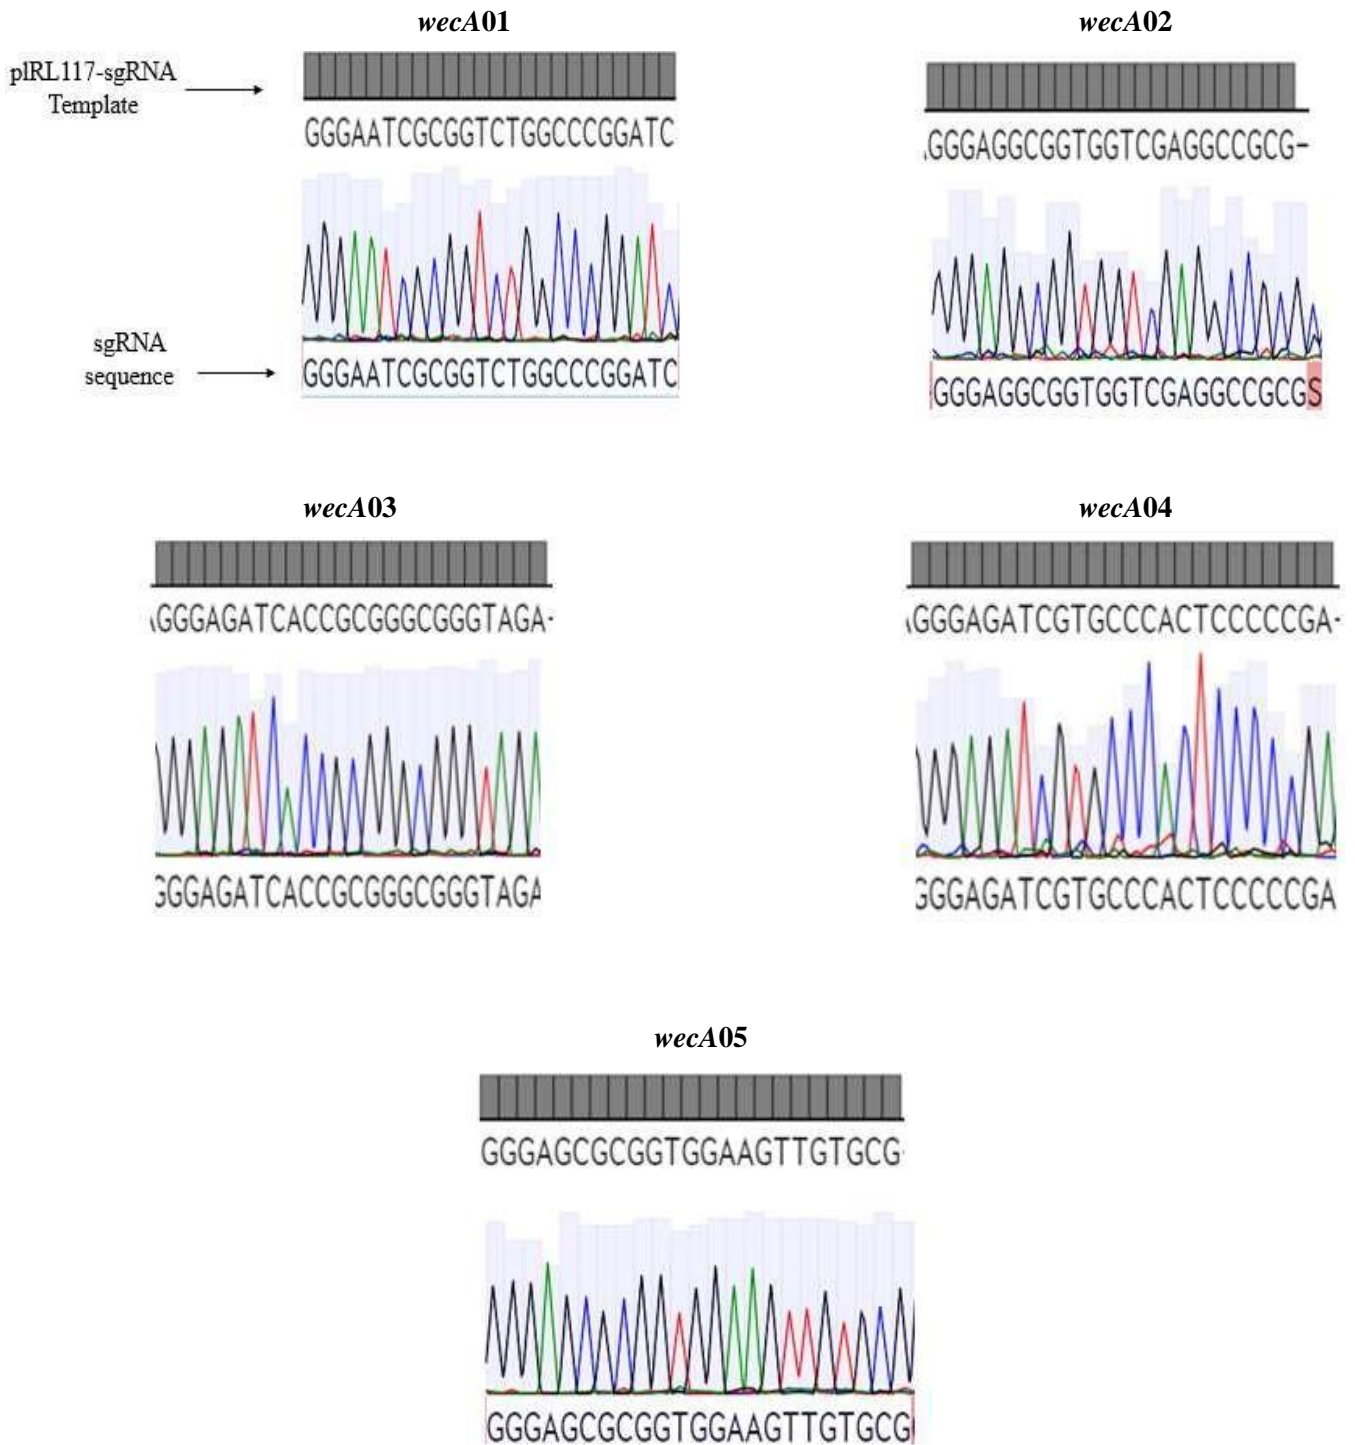 wecA01
wecA02
pIRL117-sgRNA
Template
GGGAATCGCGGTCTGGCCCGGATC
GGGAGGCGGTGGTCGAGGCCGCG-
sgRNA
sequence
GGGAATCGCGGTCTGGCCCGGATC
GGGAGGCGGTGGTCGAGGCCGCGS
wecA03
wecA04
GGGAGATCACCGCGGGCGGGTAGA-
GGGAGATCGTGCCCACTCCCCCGA-
GGGAGATCACCGCGGGCGGGTAGA
GGGAGATCGTGCCCACTCCCCCGA
wecA05
GGGAGCGCGGTGGAAGTTGTGCG-
GGGAGCGCGGTGGAAGTTGTGCG